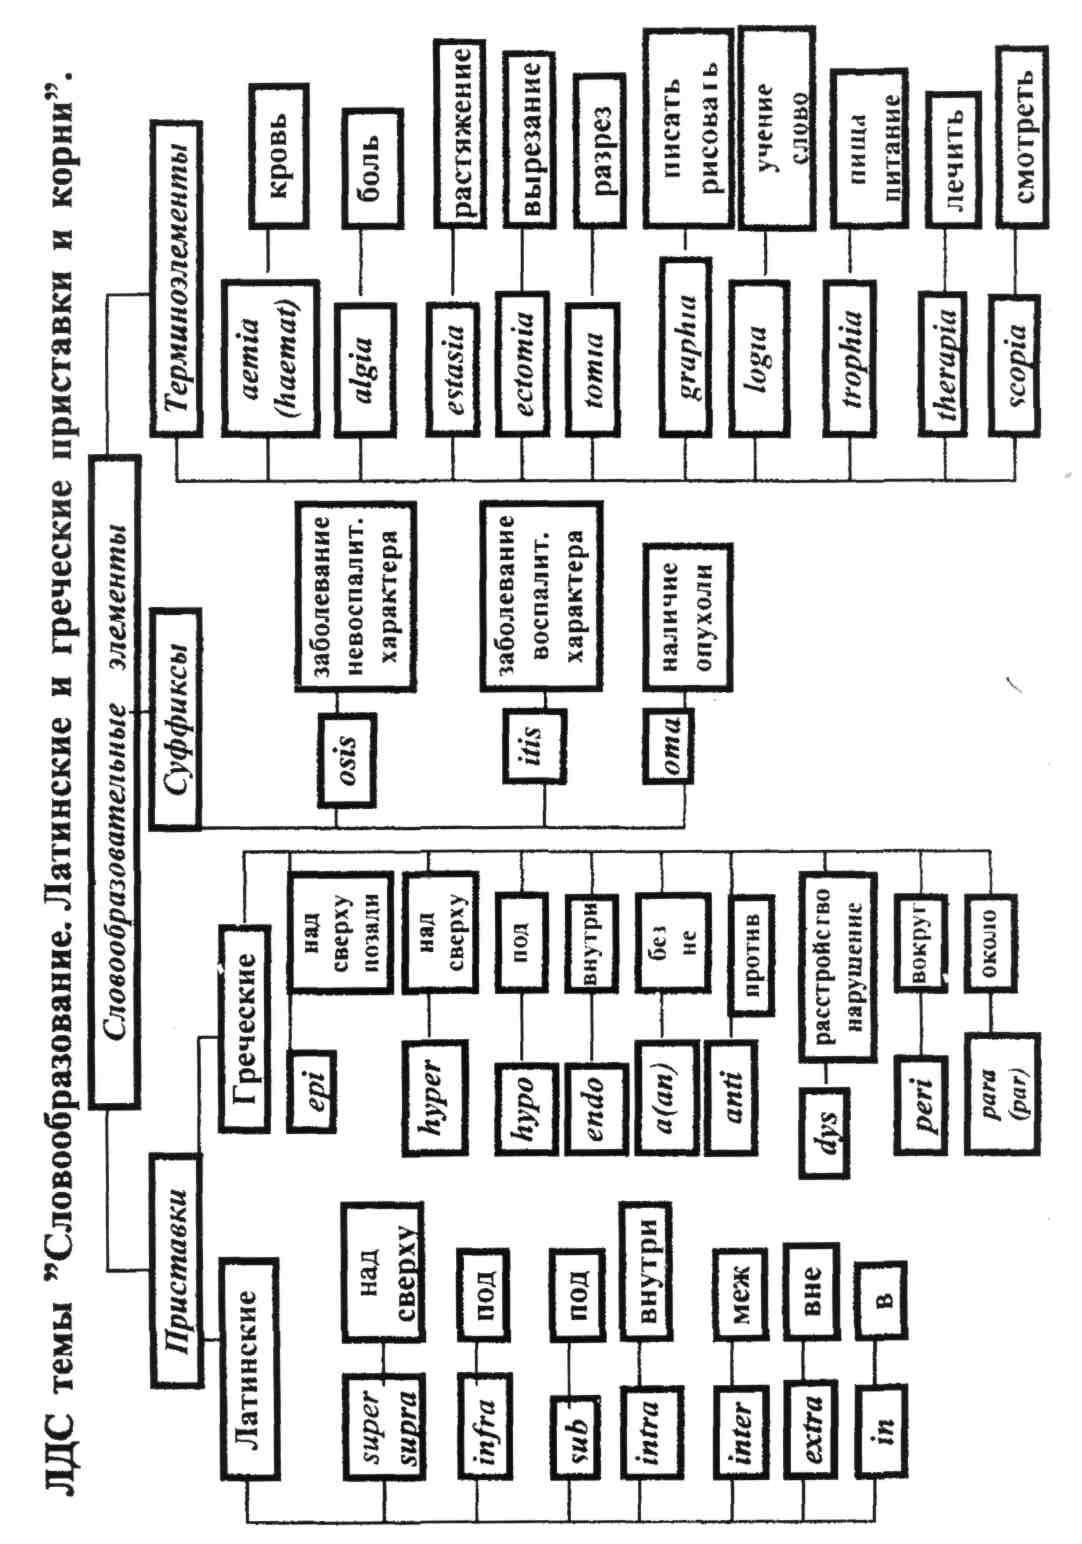 ЛДС темы ”Словообразование. Латинские и греческие приставки и корни”.
Словообразовательные элементы
Приставки
Латинские
super
supra
над
сверху
infra
под
sub
под
intra
внутри
inter
меж
extra
вне
in
в
Греческие
epi
над
сверху
позали
hyper
над
сверху
hypo
под
endo
внутри
a(an)
без
не
anti
против
dys
расстройство
нарушение
peri
вокруг
para
(par)
около
Суффиксы
osis
заболевание
невоспалит.
характера
itis
заболевание
воспалит.
характера
oma
наличие
опухоли
Терминоэлементы
aemia
(haemat)
кровь
algia
боль
estasia
растяжение
ectomia
вырезание
tomia
разрез
graphia
писать
рисовать
logia
учение
слово
trophia
пища
питание
therapia
лечить
scopia
смотреть